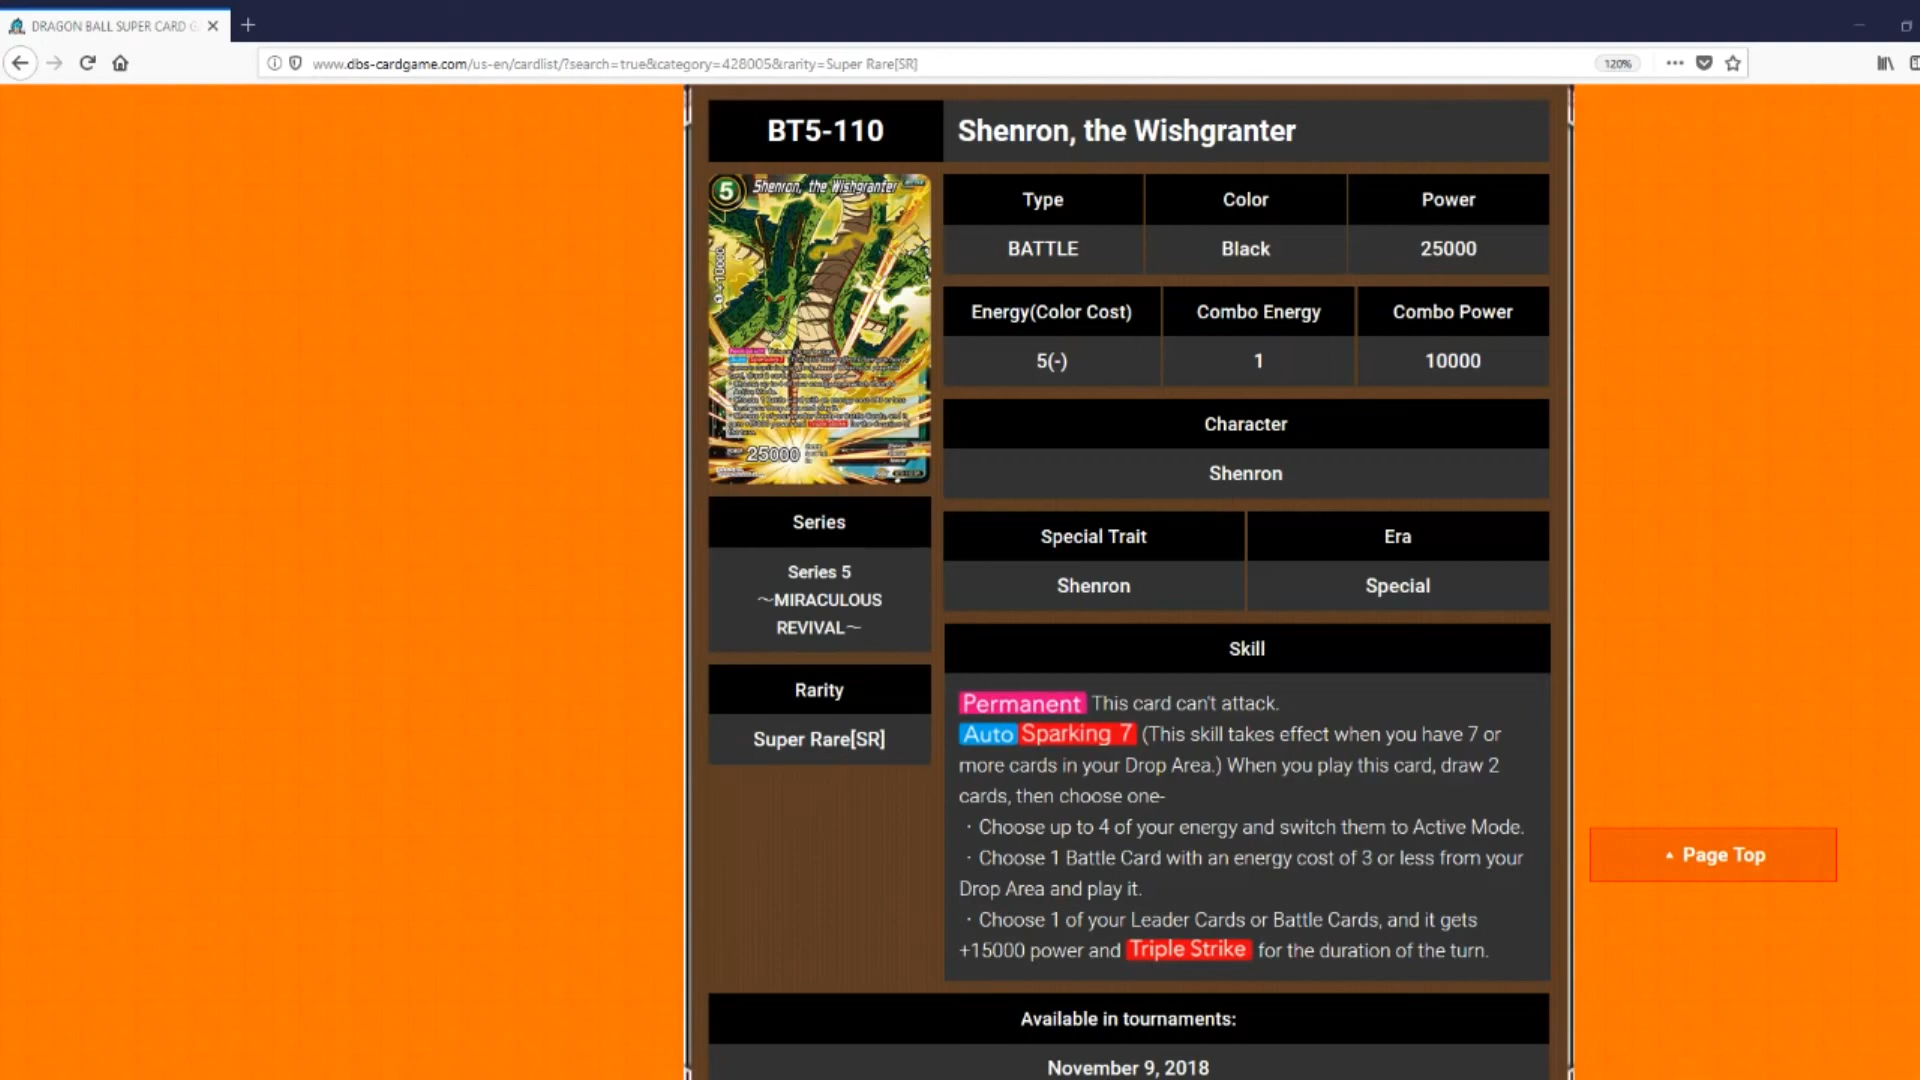 DRAGON BALL SUPER CARD G
www.dbs-cardgame.com/us-en/cardlist/?search=true&category=428005&rarity=Super Rare[SR]
120%
BT5-110
Shenron, the Wishgranter
5
Shenron, the Wishgranter
+10000
25000
Type
Color
Power
BATTLE
Black
25000
Energy(Color Cost)
Combo Energy
Combo Power
5(-)
1
10000
Character
Shenron
Special Trait
Era
Shenron
Special
Series
Series 5
～MIRACULOUS
REVIVAL～
Rarity
Super Rare[SR]
Skill
Permanent This card can't attack.
Auto Sparking 7 (This skill takes effect when you have 7 or
more cards in your Drop Area.) When you play this card, draw 2
cards, then choose one-
・Choose up to 4 of your energy and switch them to Active Mode.
・Choose 1 Battle Card with an energy cost of 3 or less from your
Drop Area and play it.
・Choose 1 of your Leader Cards or Battle Cards, and it gets
+15000 power and Triple Strike for the duration of the turn.
Available in tournaments:
November 9, 2018
Page Top